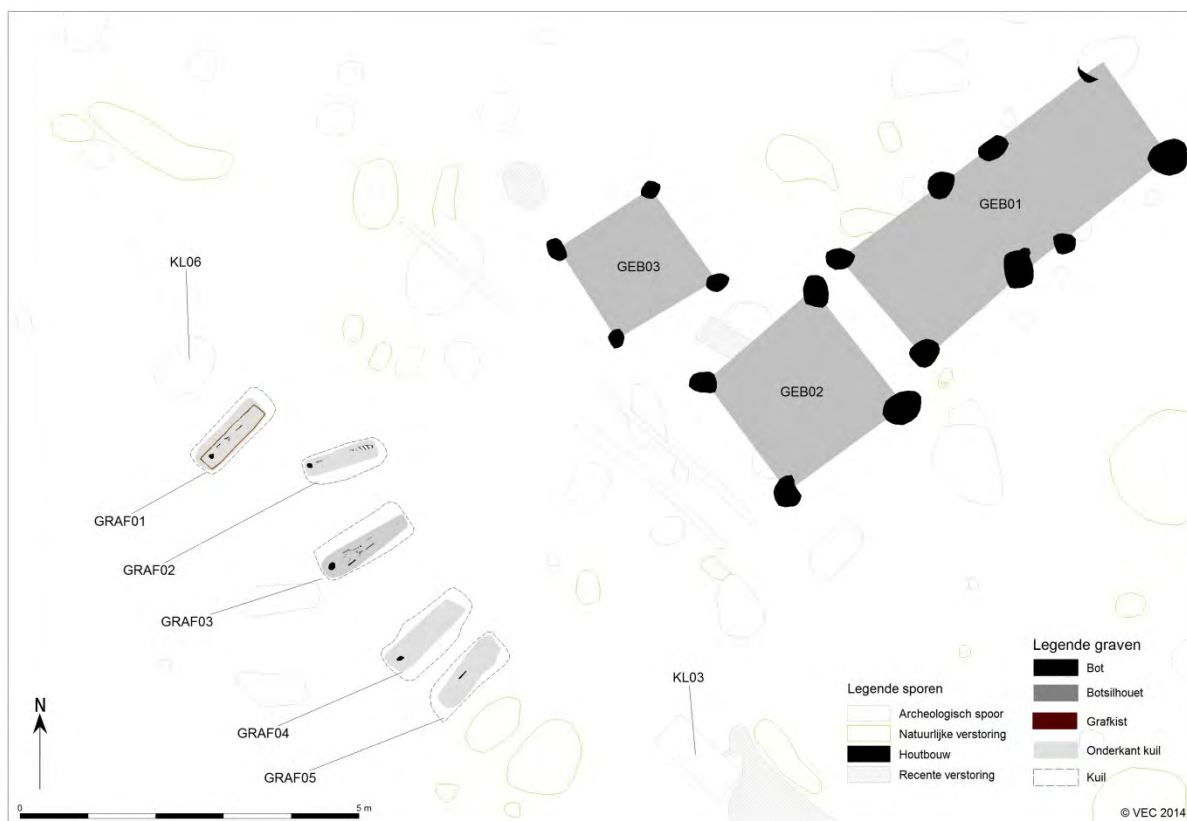 GEB01
GEB03
KL06
GEB02
GRAF01
GRAF02
GRAF03
GRAF04
GRAF05
KL03
N
0
5 m
Legende sporen
Archeologisch spoor
Natuurlijke verstoring
Houtbouw
Recente verstoring
Legende graven
Bot
Botsilhouet
Grafkist
Onderkant kuil
Kuil
© VEC 2014